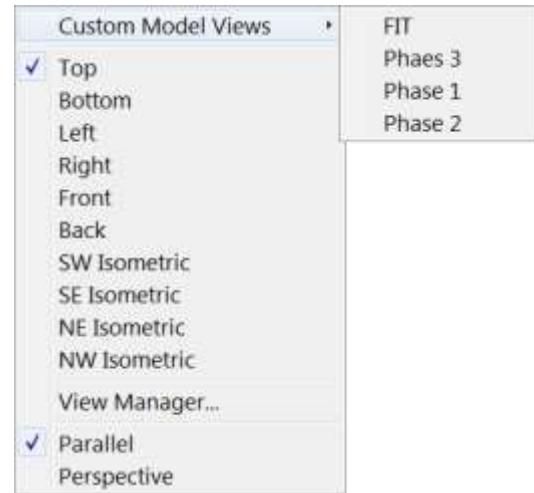 Custom Model Views
Top
Bottom
Left
Right
Front
Back
SW Isometric
SE Isometric
NE Isometric
NW Isometric
View Manager...
Parallel
Perspective
FIT
Phaes 3
Phase 1
Phase 2